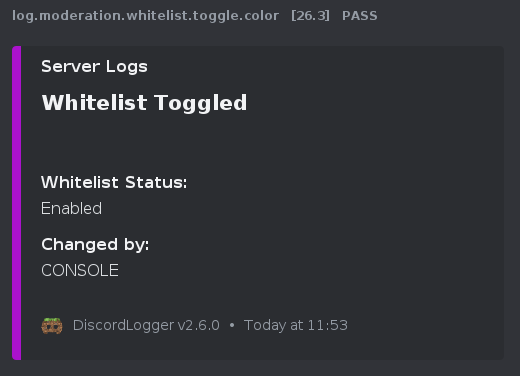 log.moderation.whitelist.toggle.color [26.3] PASS
Server Logs
Whitelist Toggled
Whitelist Status:
Enabled
Changed by:
CONSOLE
DiscordLogger v2.6.0 • Today at 11:53